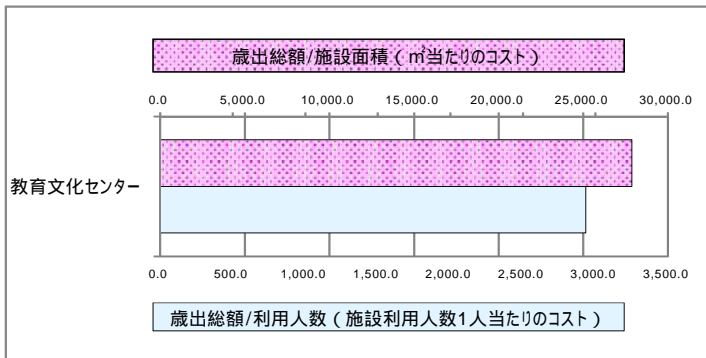 歳出総額/施設面積(㎡当たりのコスト)
0.0 5,000.0 10,000.0 15,000.0 20,000.0 25,000.0 30,000.0
教育文化センター
0.0 500.0 1,000.0 1,500.0 2,000.0 2,500.0 3,000.0 3,500.0
歳出総額/利用人数(施設利用人数1人当たりのコスト)